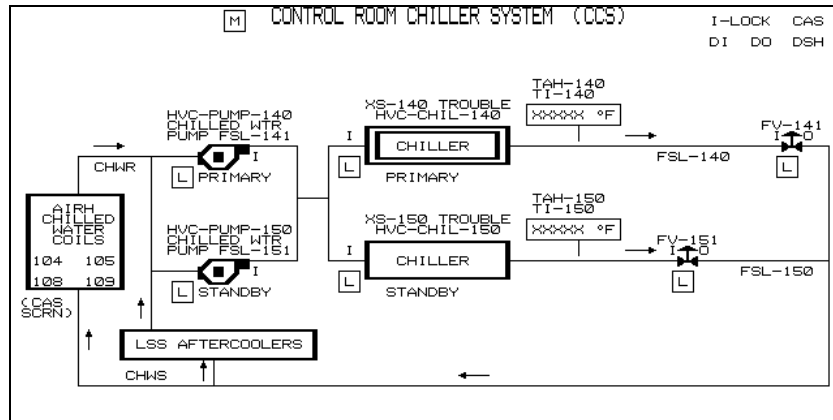 M CONTROL ROOM CHILLER SYSTEM (CCS)
I-LOCK CAS
DI DO DSH
HVC-PUMP-140
CHILLED WTR
PUMP FSL-141
I
L PRIMARY
CHWR
XS-140 TROUBLE
HVC-CHIL-140
I
L
CHILLER
PRIMARY
TAH-140
TI-140
XXXXX °F
FSL-140
FV-141
I O
L
AIRH
CHILLED
WATER
COILS
104 105
108 109
(CAS
SCRN)
HVC-PUMP-150
CHILLED WTR
PUMP FSL-151
I
L STANDBY
XS-150 TROUBLE
HVC-CHIL-150
I
L
CHILLER
STANDBY
TAH-150
TI-150
XXXXX °F
FV-151
I O
L
FSL-150
LSS AFTERCOOLERS
CHWS